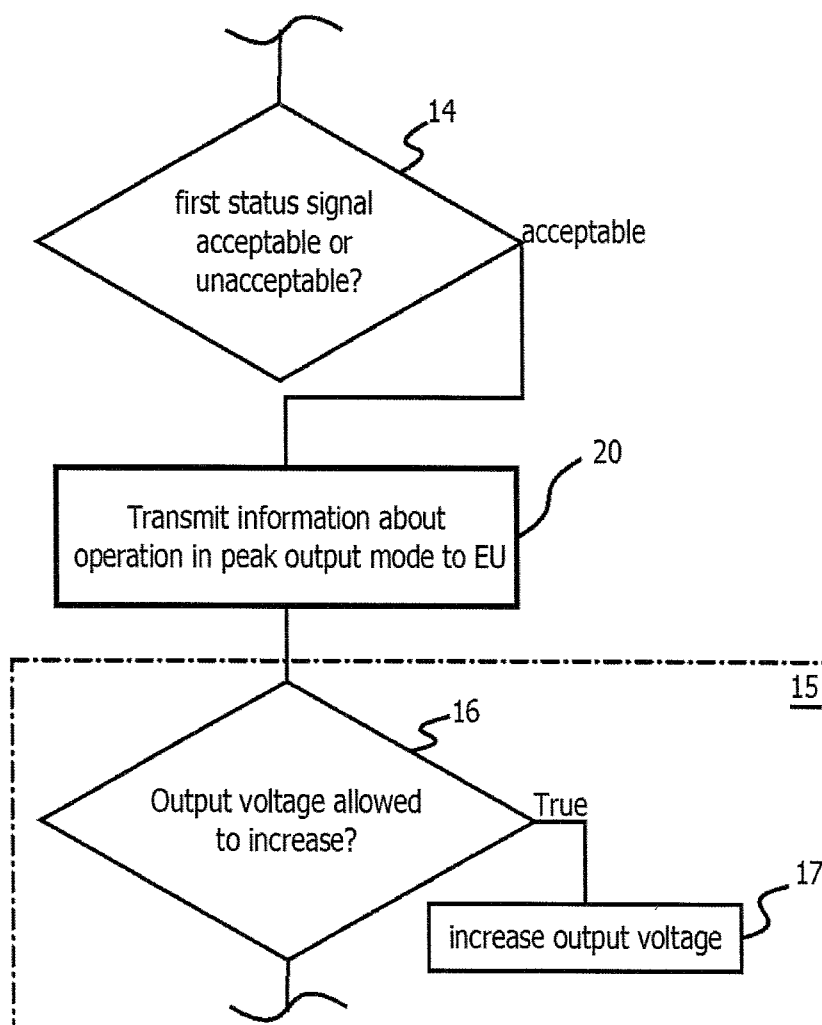 14
first status signal
acceptable or
unacceptable?
acceptable
20
Transmit information about
operation in peak output mode to EU
15
16
Output voltage allowed
to increase?
True
17
increase output voltage